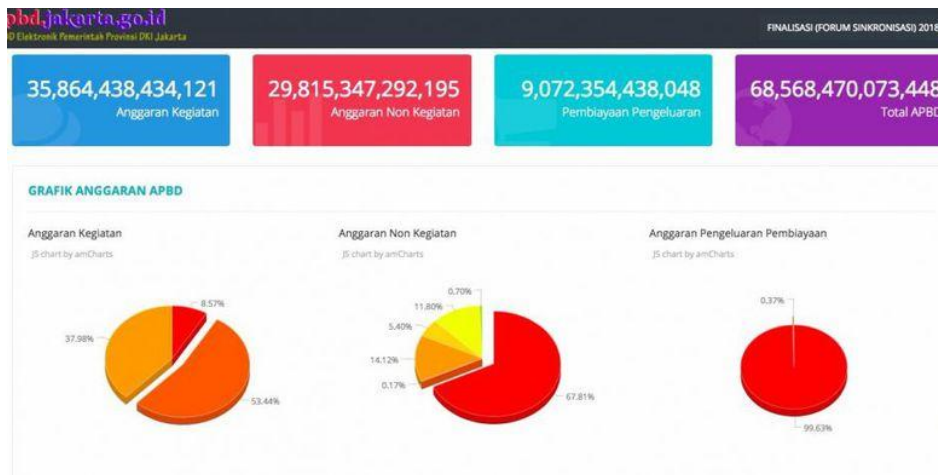 pbd.jakarta.go.id
D Elektronik Pemerintah Provinsi DKI Jakarta
FINALISASI (FORUM SINKRONISASI) 2018
35,864,438,434,121
Anggaran Kegiatan
29,815,347,292,195
Anggaran Non Kegiatan
9,072,354,438,048
Pembiayaan Pengeluaran
68,568,470,073,448
Total APBD
GRAFIK ANGGARAN APBD
Anggaran Kegiatan
JS chart by amCharts
8.57%
37.98%
53.44%
Anggaran Non Kegiatan
JS chart by amCharts
0.70%
11.80%
5.40%
14.12%
0.17%
67.81%
Anggaran Pengeluaran Pembiayaan
JS chart by amCharts
0.37%
99.63%